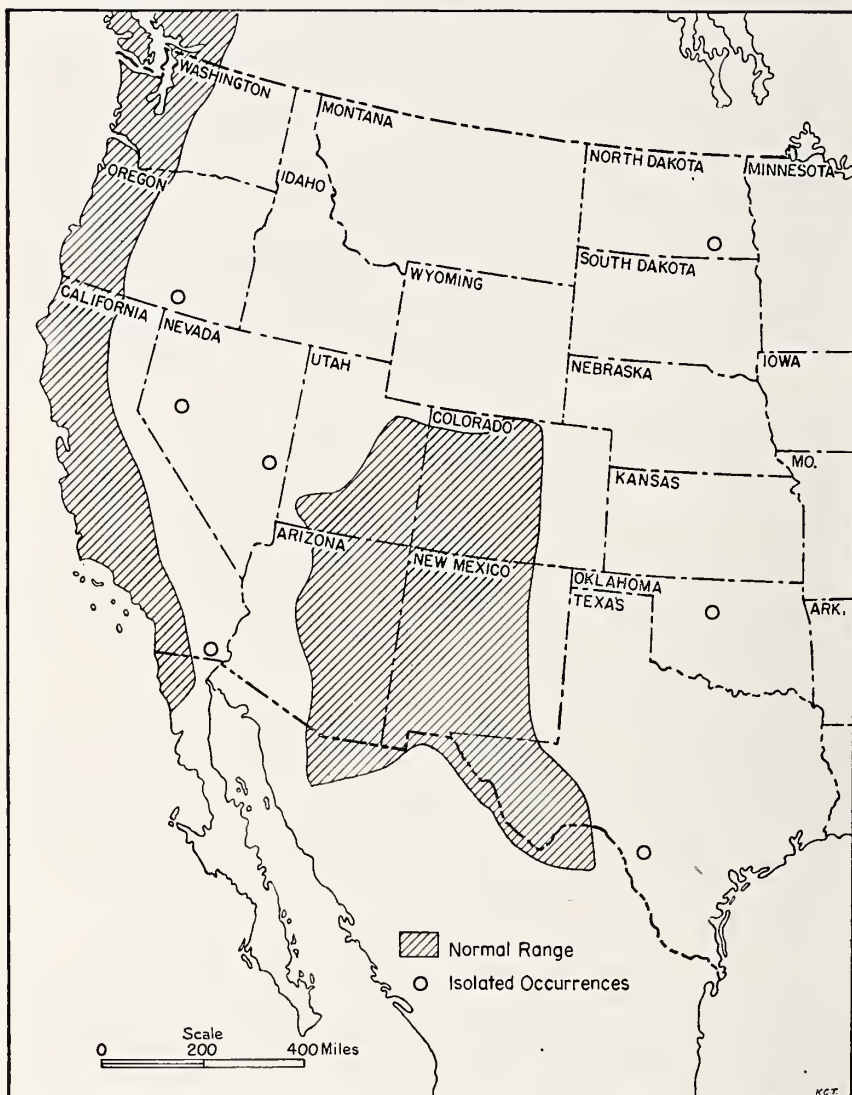 WASHINGTON
MONTANA
NORTH DAKOTA
MINNESOTA
OREGON
IDAHO
SOUTH DAKOTA
WYOMING
CALIFORNIA
NEVADA
UTAH
NEBRASKA
IOWA
COLORADO
MO.
KANSAS
ARIZONA
NEW MEXICO
OKLAHOMA
TEXAS
ARK.
Normal Range
Isolated Occurrences
Scale
0 200 400 Miles
KCT.